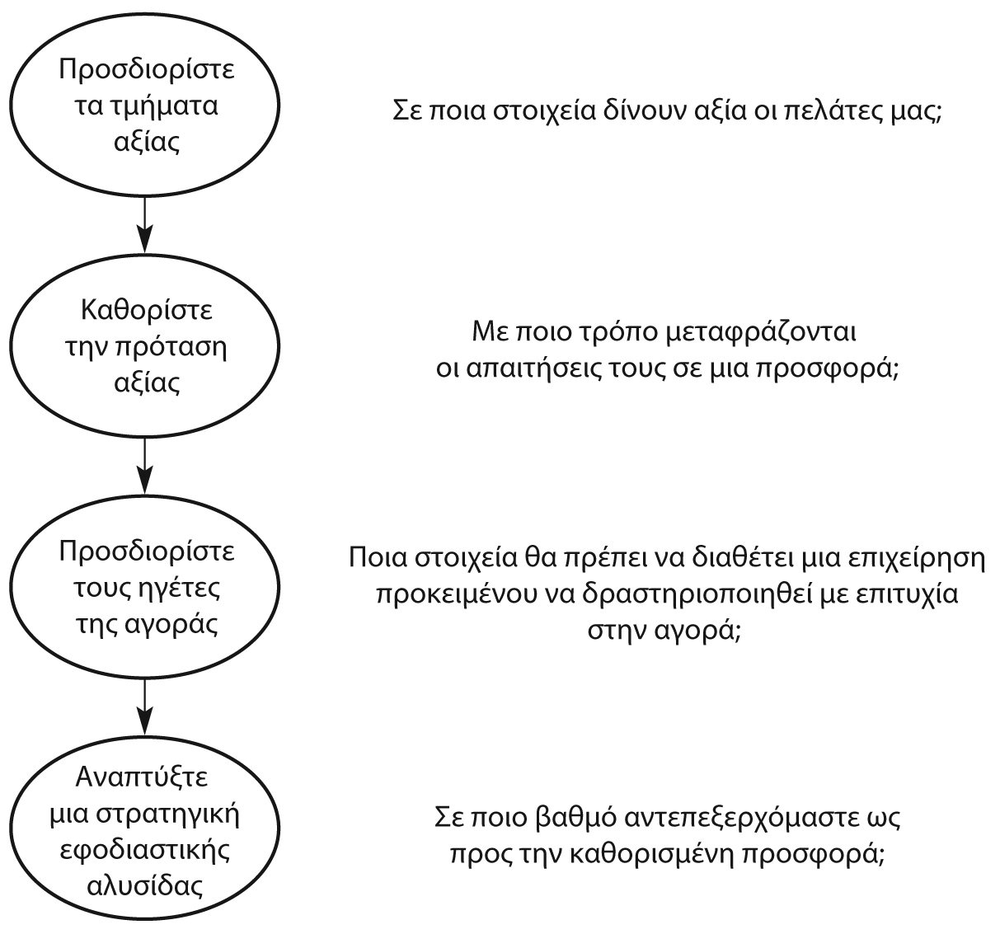 Προσδιορίστε
τα τμήματα
αξίας
Σε ποια στοιχεία δίνουν αξία οι πελάτες μας;
Καθορίστε
την πρόταση
αξίας
Με ποιο τρόπο μεταφράζονται
οι απαιτήσεις τους σε μια προσφορά;
Προσδιορίστε
τους ηγέτες
της αγοράς
Ποια στοιχεία θα πρέπει να διαθέτει μια επιχείρηση
προκειμένου να δραστηριοποιηθεί με επιτυχία
στην αγορά;
Αναπτύξτε
μια στρατηγική
εφοδιαστικής
αλυσίδας
Σε ποιο βαθμό αντεπεξερχόμαστε ως
προς την καθορισμένη προσφορά;